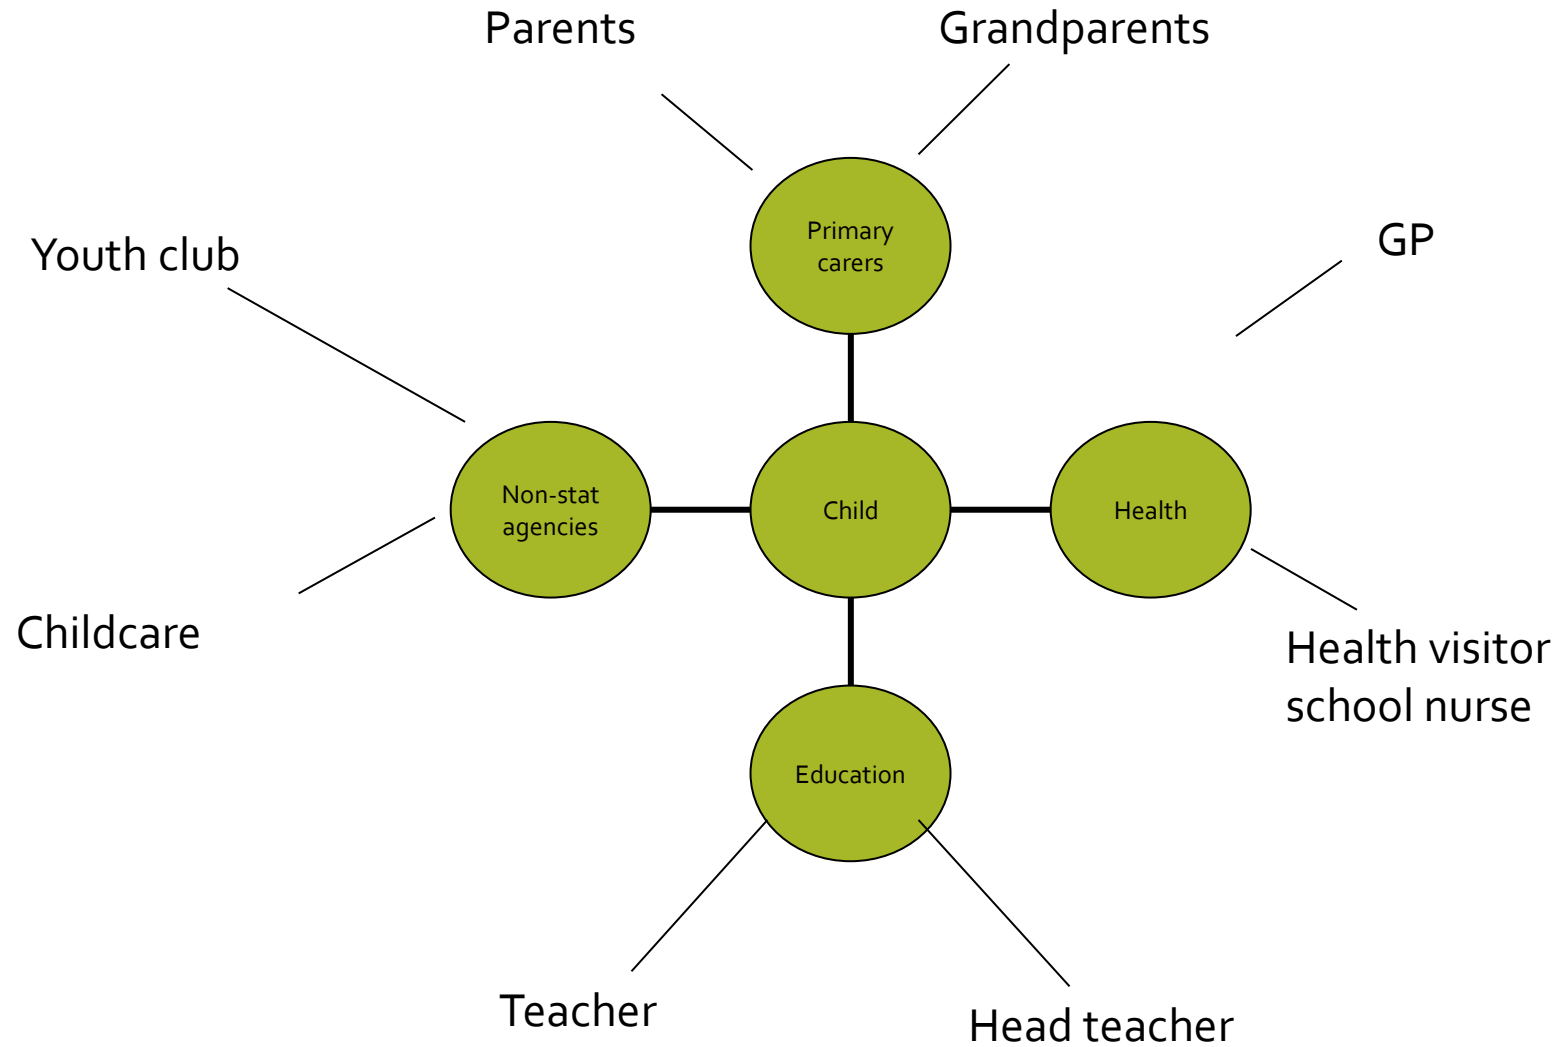 Parents
Grandparents
Primary
carers
Youth club
GP
Non-stat
agencies
Child
Health
Childcare
Health visitor
school nurse
Education
Teacher
Head teacher